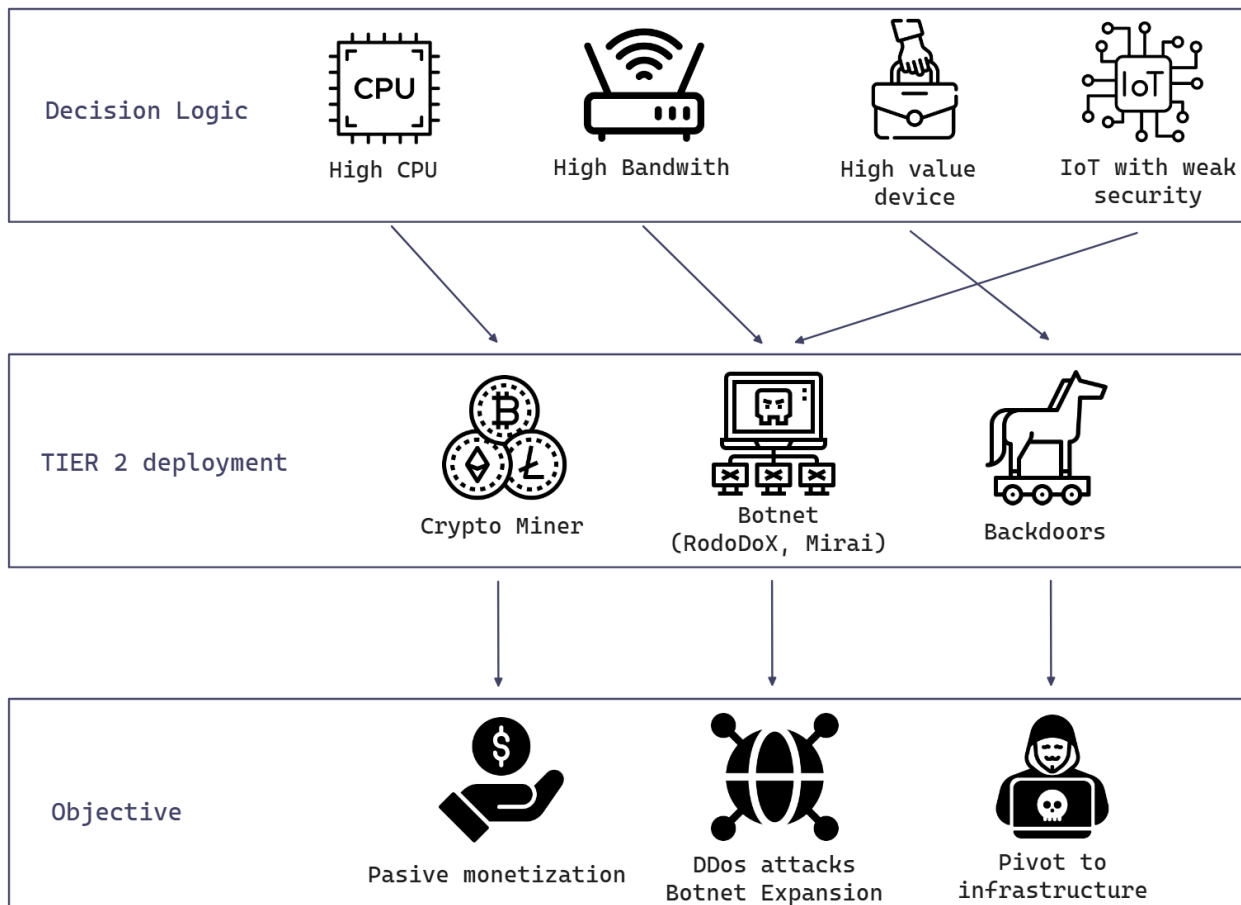 CPU
IoT
Decision Logic
High CPU
High Bandwith
High value
device
IoT with weak
security
TIER 2 deployment
Crypto Miner
Botnet
(RodoDoX, Mirai)
Backdoors
Objective
Pasive monetization
DDos attacks
Botnet Expansion
Pivot to
infrastructure